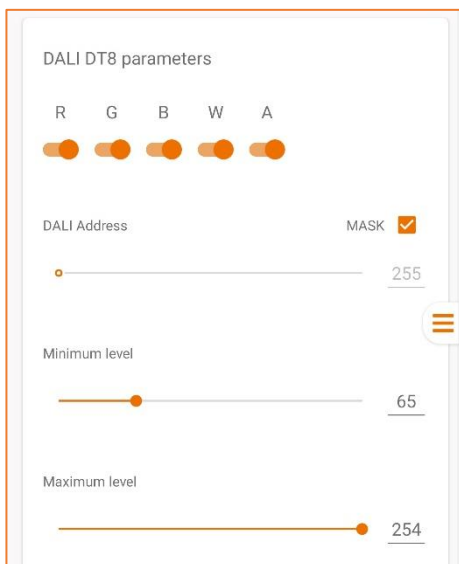 DALI DT8 parameters
R G B W A
DALI Address MASK
255
Minimum level
65
Maximum level
254